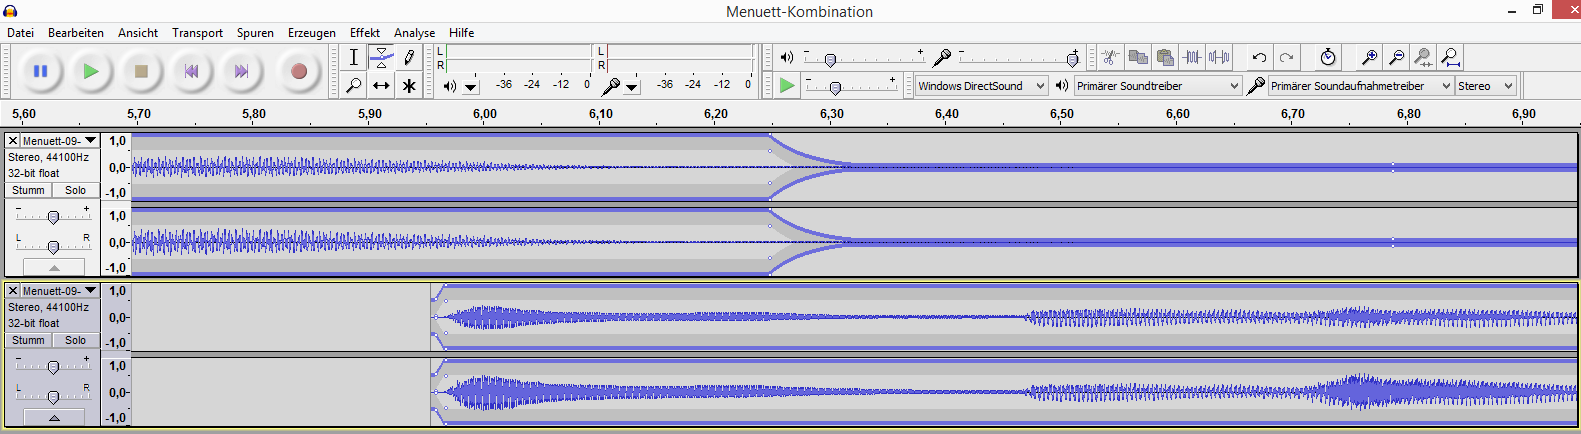 Menuett-Kombination
Datei Bearbeiten Ansicht Transport Spuren Erzeugen Effekt Analyse Hilfe
L
R
-36 -24 -12 0
L
R
-36 -24 -12 0
- +
- +
- +
Windows DirectSound
Primärer Soundtreiber
Primärer Soundaufnahmetreiber
Stereo
5,60 5,70 5,80 5,90 6,00 6,10 6,20 6,30 6,40 6,50 6,60 6,70 6,80 6,90
Menuett-09-
Stereo, 44100Hz
32-bit float
Stumm Solo
- +
L R
1,0
0,0-
-1,0
1,0
0,0-
-1,0
Menuett-09-
Stereo, 44100Hz
32-bit float
Stumm Solo
- +
L R
1,0
0,0-
-1,0
1,0
0,0-
-1,0